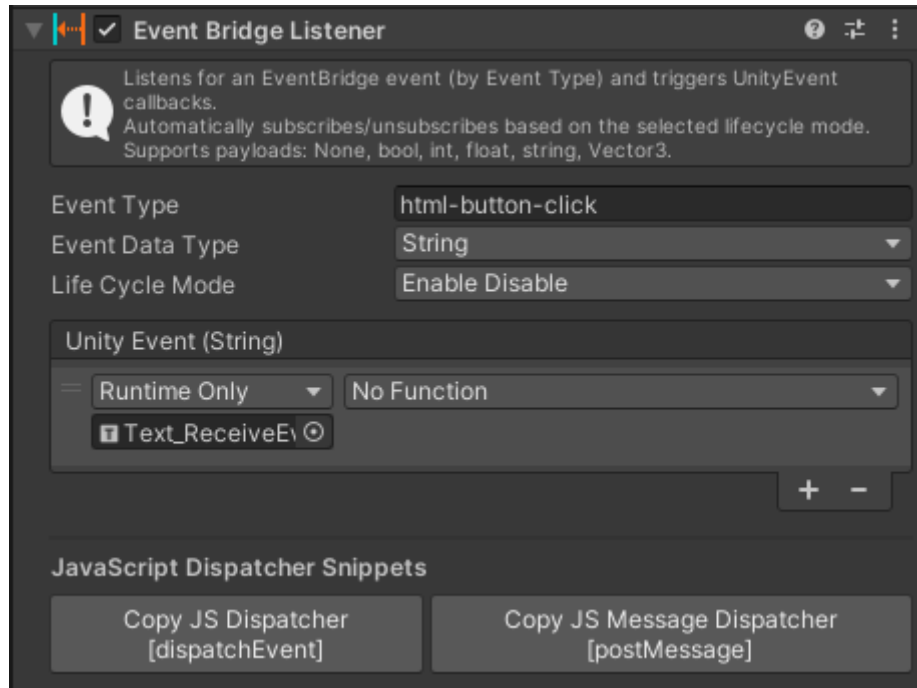 Event Bridge Listener
Listens for an EventBridge event (by Event Type) and triggers UnityEvent
callbacks.
Automatically subscribes/unsubscribes based on the selected lifecycle mode.
Supports payloads: None, bool, int, float, string, Vector3.
Event Type html-button-click
Event Data Type String
Life Cycle Mode Enable Disable
Unity Event (String)
Runtime Only No Function
Text_ReceiveEv
JavaScript Dispatcher Snippets
Copy JS Dispatcher
[dispatchEvent]
Copy JS Message Dispatcher
[postMessage]